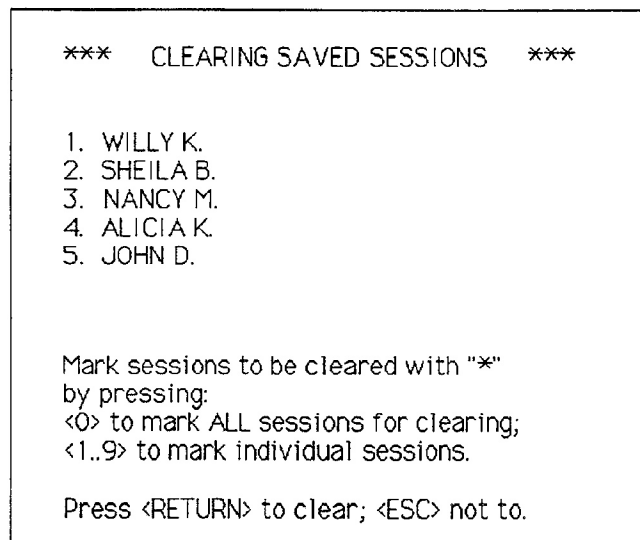 *** CLEARING SAVED SESSIONS ***
1. WILLY K.
2. SHEILA B.
3. NANCY M.
4. ALICIA K.
5. JOHN D.
Mark sessions to be cleared with "*"
by pressing:
<0> to mark ALL sessions for clearing;
<1..9> to mark individual sessions.
Press <RETURN> to clear; <ESC> not to.